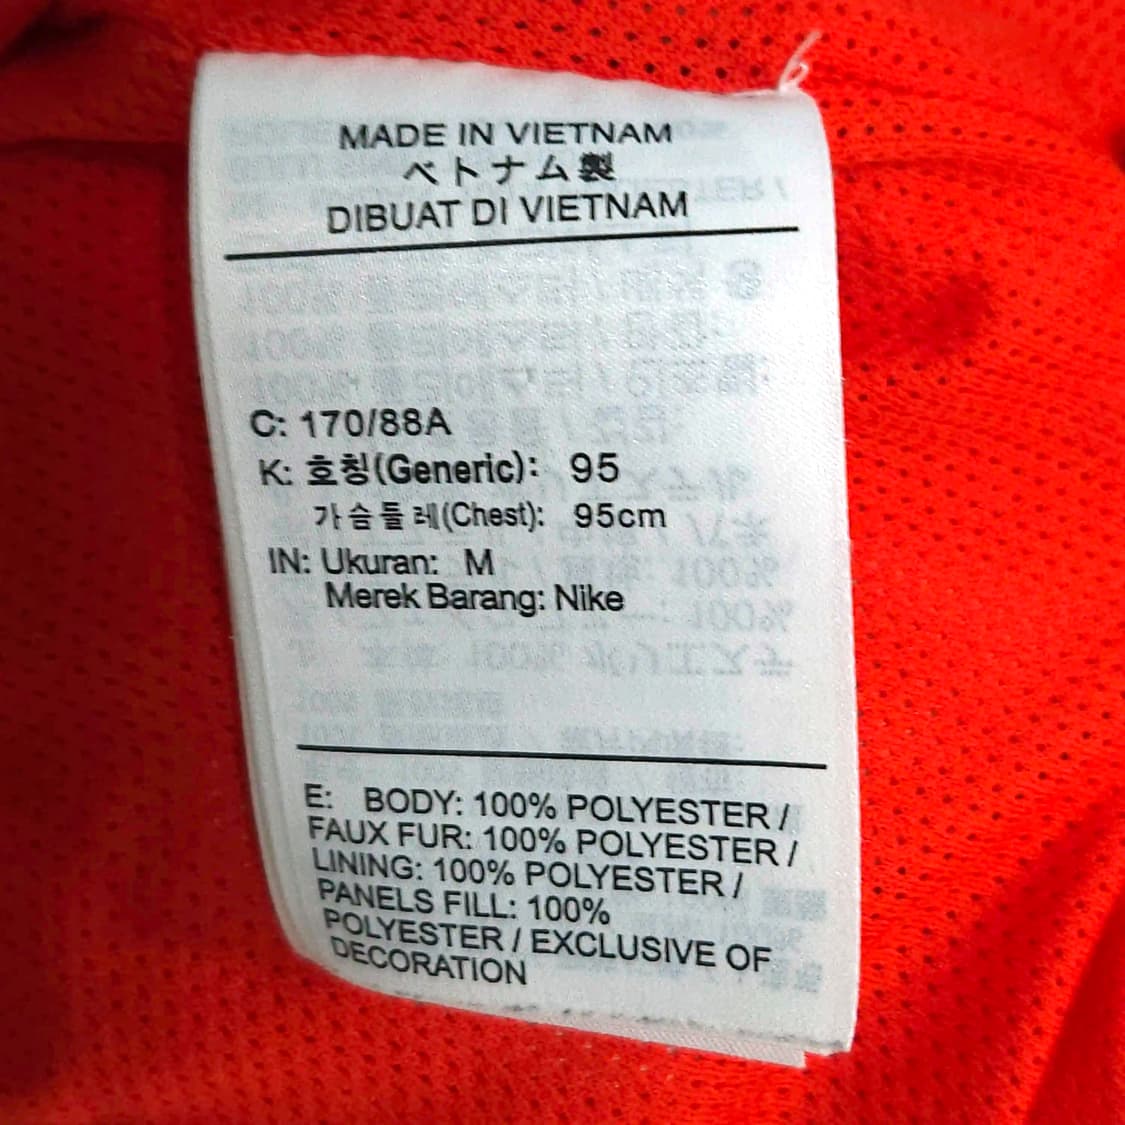 MADE IN VIETNAM
ベトナム製
DIBUAT DI VIETNAM
C: 170/88A
K: 호칭(Generic): 95
가슴둘레(Chest): 95cm
IN: Ukuran: M
Merek Barang: Nike
E: BODY: 100% POLYESTER /
FAUX FUR: 100% POLYESTER /
LINING: 100% POLYESTER /
PANELS FILL: 100%
POLYESTER / EXCLUSIVE OF
DECORATION